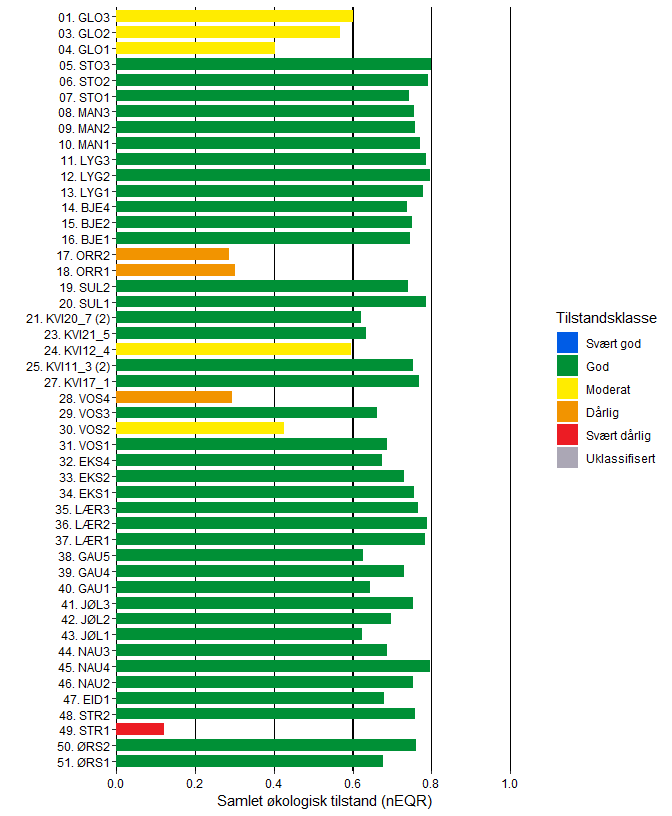 01. GLO3
03. GLO2
04. GLO1
05. STO3
06. STO2
07. STO1
08. MAN3
09. MAN2
10. MAN1
11. LYG3
12. LYG2
13. LYG1
14. BJE4
15. BJE2
16. BJE1
17. ORR2
18. ORR1
19. SUL2
20. SUL1
21. KVI20_7 (2)
23. KVI21_5
24. KVI12_4
25. KVI11_3 (2)
27. KVI17_1
28. VOS4
29. VOS3
30. VOS2
31. VOS1
32. EKS4
33. EKS2
34. EKS1
35. LÆR3
36. LÆR2
37. LÆR1
38. GAU5
39. GAU4
40. GAU1
41. JØL3
42. JØL2
43. JØL1
44. NAU3
45. NAU4
46. NAU2
47. EID1
48. STR2
49. STR1
50. ØRS2
51. ØRS1
0.0 0.2 0.4 0.6 0.8 1.0
Samlet økologisk tilstand (nEQR)
Tilstandsklasse
Svært god
God
Moderat
Dårlig
Svært dårlig
Uklassifisert